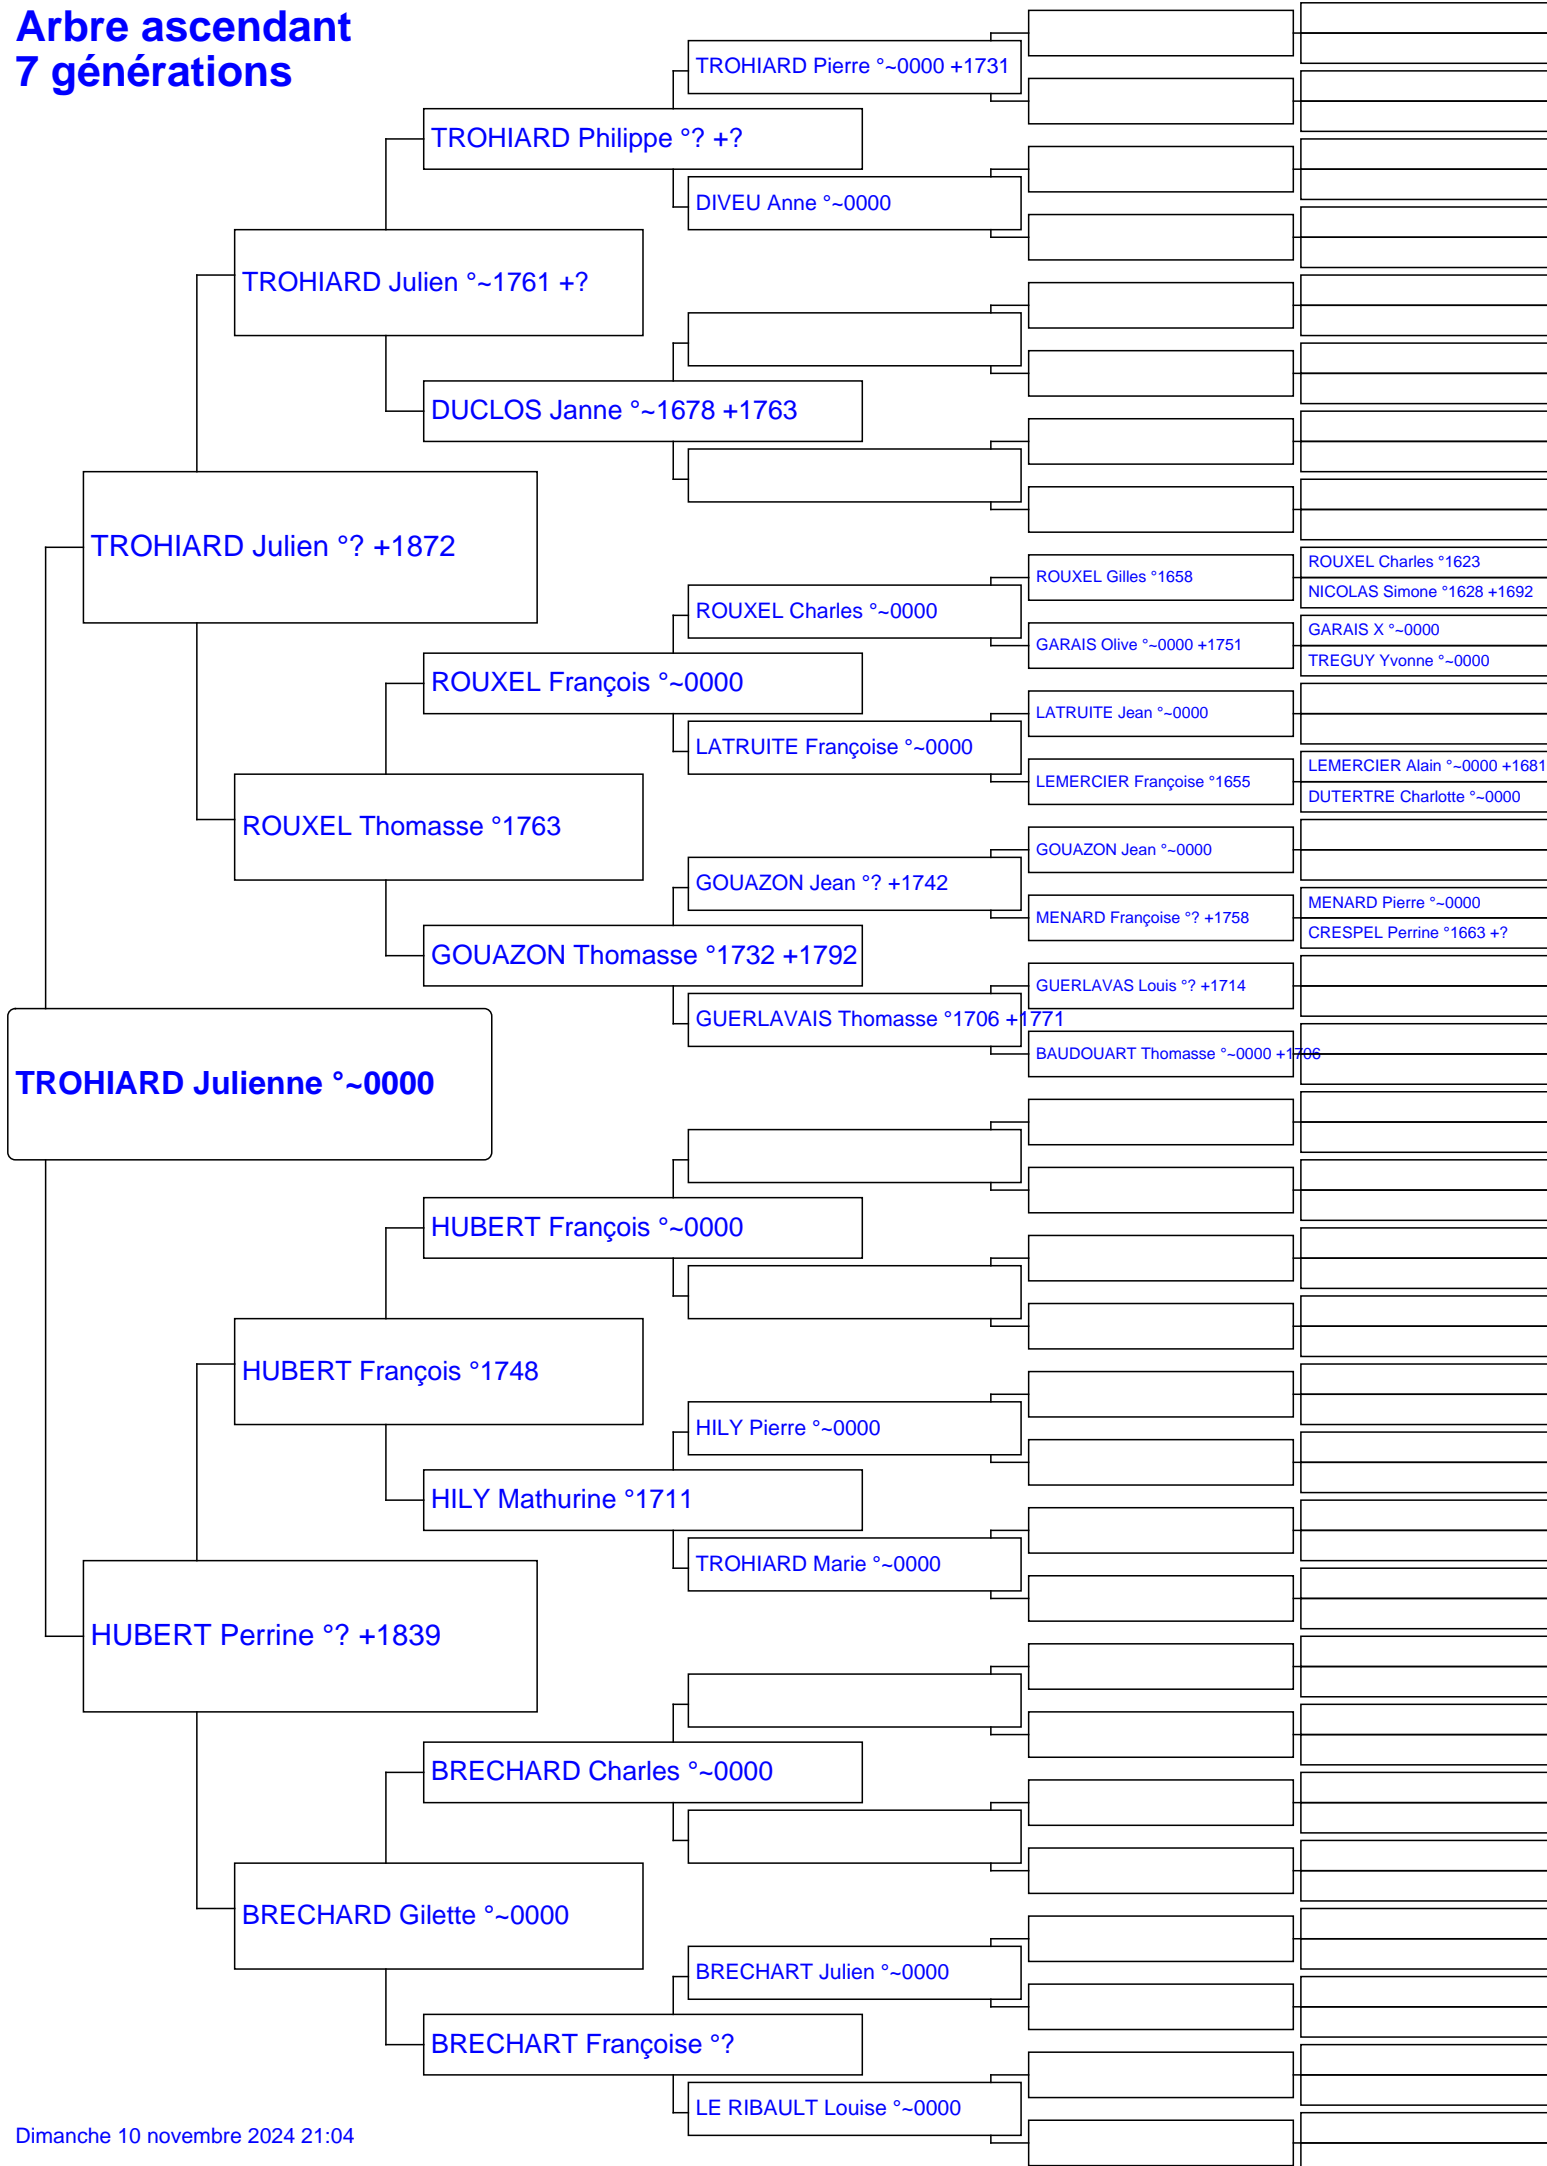 Arbre ascendant
7 générations
TROHIARD Pierre °~0000 +1731
TROHIARD Philippe °? +?
DIVEU Anne °~0000
TROHIARD Julien °~1761 +?
DUCLOS Janne °~1678 +1763
TROHIARD Julien °? +1872
ROUXEL Charles °1623
ROUXEL Gilles °1658
NICOLAS Simone °1628 +1692
ROUXEL Charles °~0000
GARAIS X °~0000
GARAIS Olive °~0000 +1751
TREGUY Yvonne °~0000
ROUXEL François °~0000
LATRUITE Jean °~0000
LATRUITE Françoise °~0000
LEMERCIER Alain °~0000 +1681
LEMERCIER Françoise °1655
DUTERTRE Charlotte °~0000
ROUXEL Thomasse °1763
GOUAZON Jean °~0000
GOUAZON Jean °? +1742
MENARD Pierre °~0000
MENARD Françoise °? +1758
CRESPEL Perrine °1663 +?
GOUAZON Thomasse °1732 +1792
GUERLAVAS Louis °? +1714
GUERLAVAIS Thomasse °1706 +1771
BAUDOUART Thomasse °~0000 +1706
TROHIARD Julienne °~0000
HUBERT François °~0000
HUBERT François °1748
HILY Pierre °~0000
HILY Mathurine °1711
TROHIARD Marie °~0000
HUBERT Perrine °? +1839
BRECHARD Charles °~0000
BRECHARD Gilette °~0000
BRECHART Julien °~0000
BRECHART Françoise °?
LE RIBAULT Louise °~0000
Dimanche 10 novembre 2024 21:04